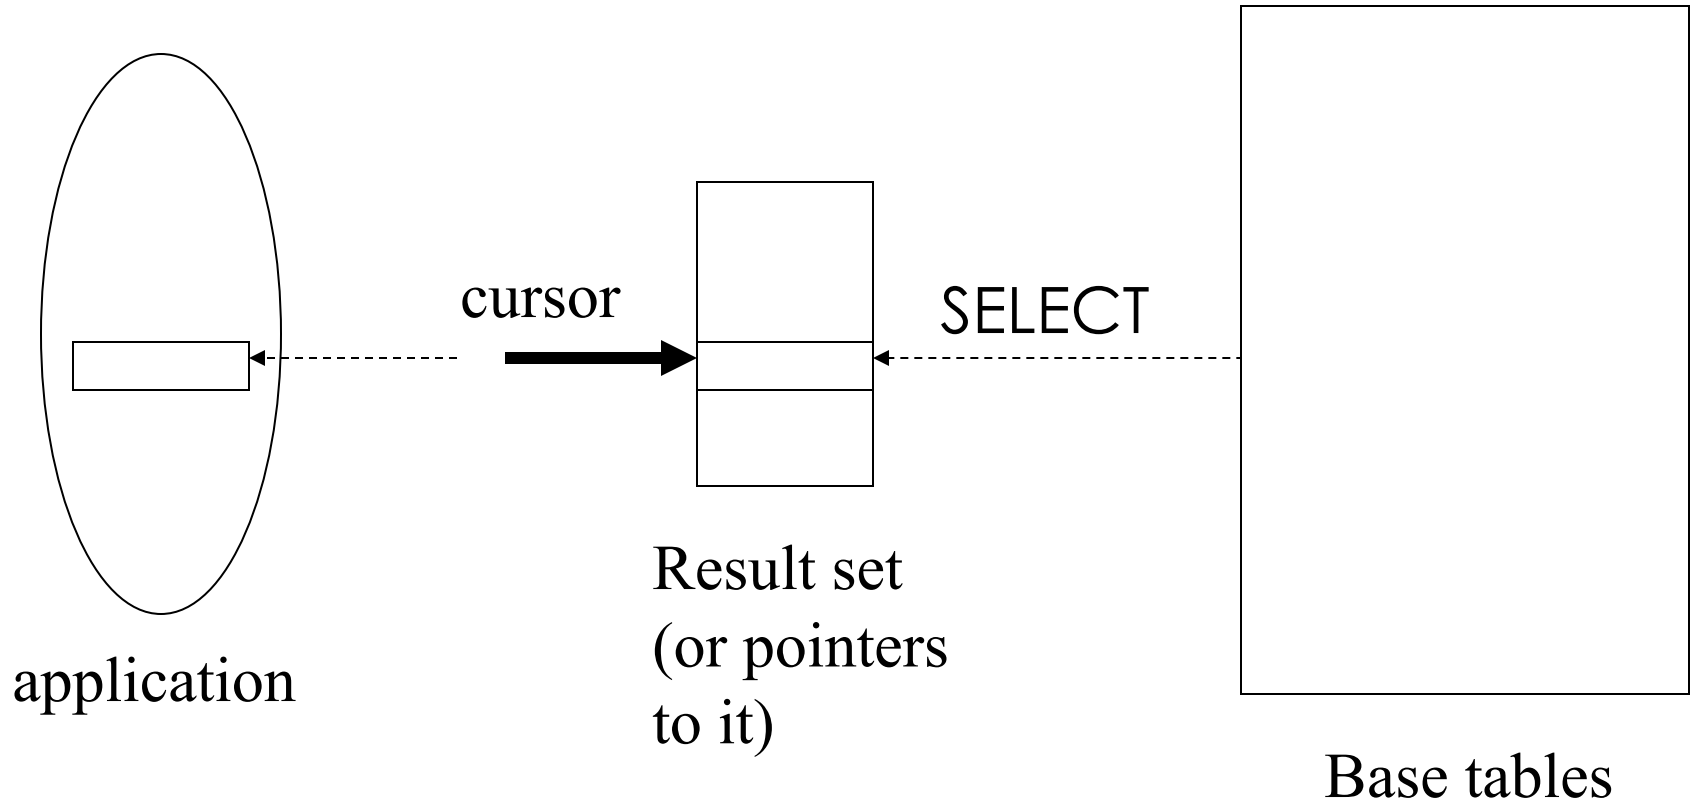 cursor
SELECT
Result set
(or pointers
to it)
application
Base tables